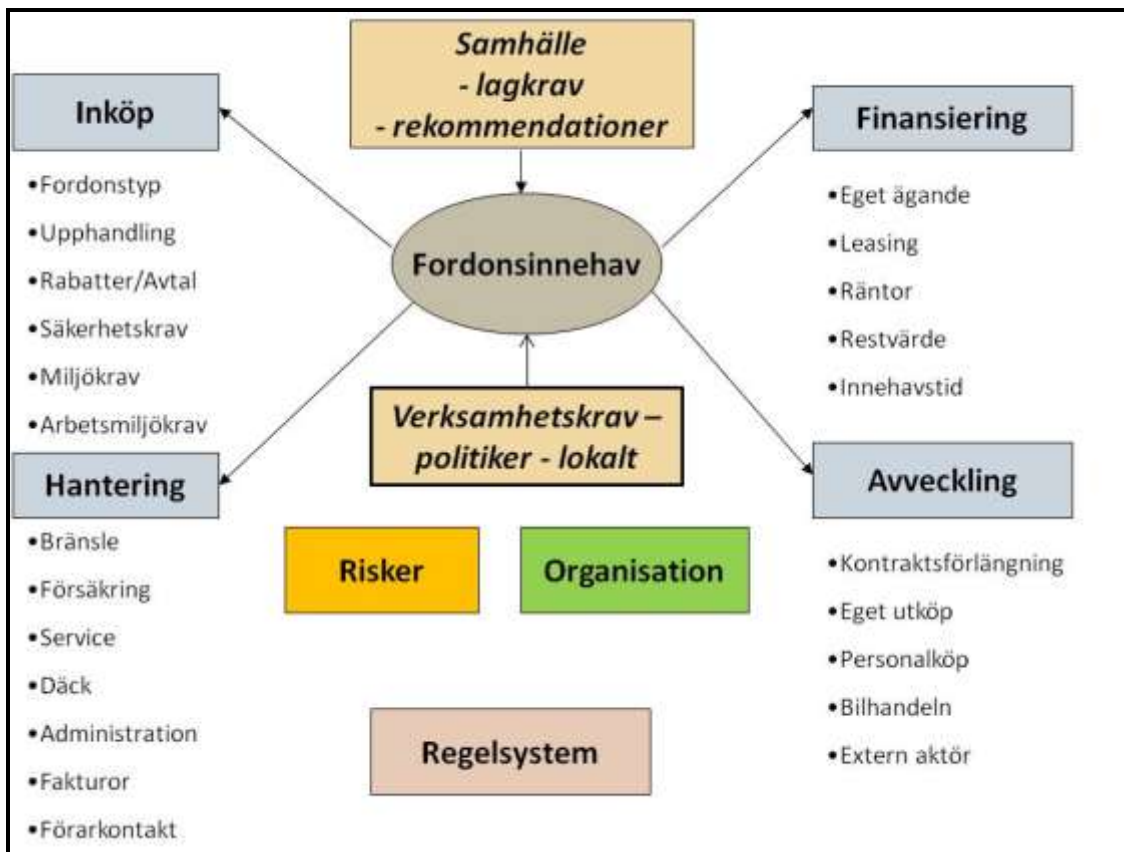 Samhälle
- lagkrav
- rekommendationer
Inköp
•Fordonstyp
•Upphandling
•Rabatter/Avtal
•Säkerhetskrav
•Miljökrav
•Arbetsmiljökrav
Finansiering
•Eget ägande
•Leasing
•Räntor
•Restvärde
•Innehavstid
Fordonsinnehav
Verksamhetskrav –
politiker - lokalt
Hantering
•Bränsle
•Försäkring
•Service
•Däck
•Administration
•Fakturor
•Förarkontakt
Avveckling
•Kontraktsförlängning
•Eget utköp
•Personalköp
•Bilhandeln
•Extern aktör
Risker
Organisation
Regelsystem